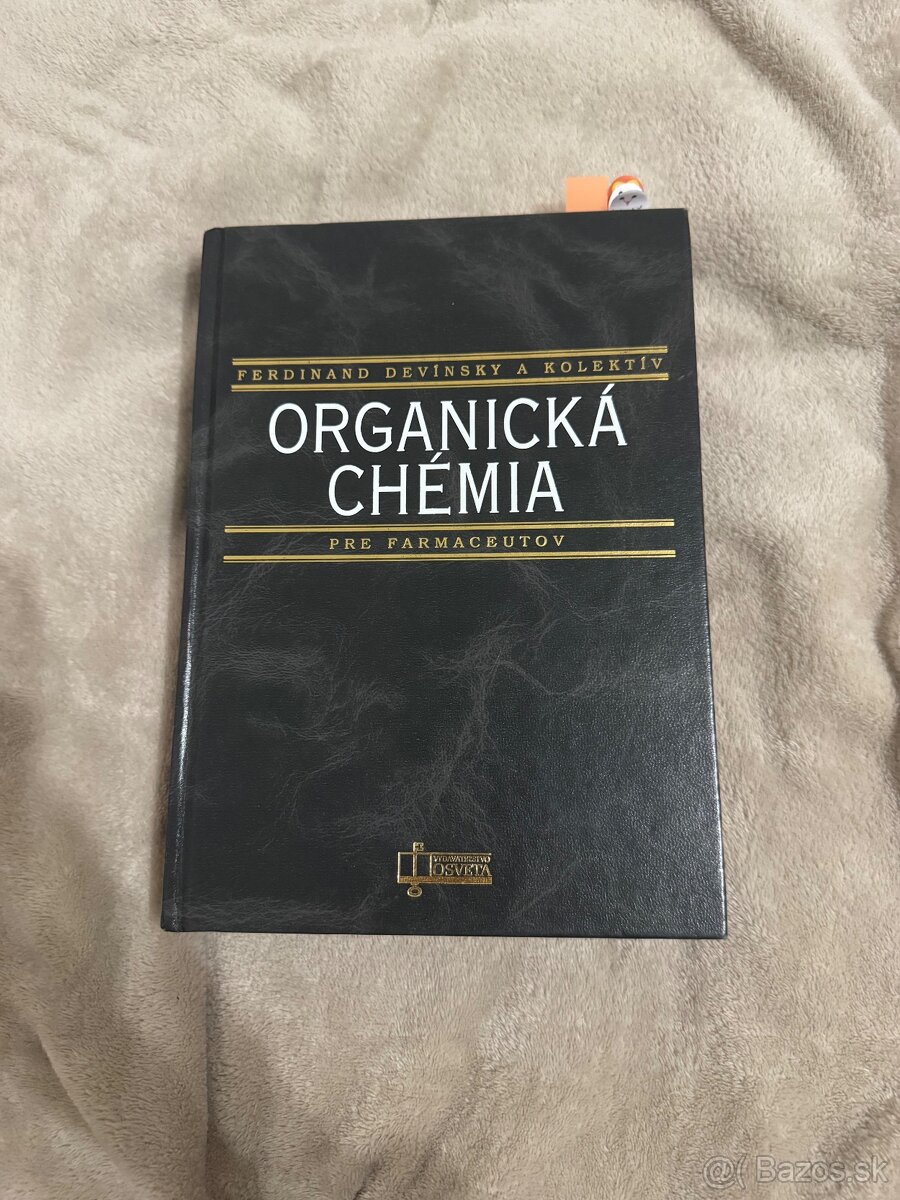 FERDINAND DEVÍNSKY A KOLEKTÍV
ORGANICKÁ
CHÉMIA
PRE FARMACEUTOV
VYDAVATEĽSTVO
OSVETA
@( Bazos.sk